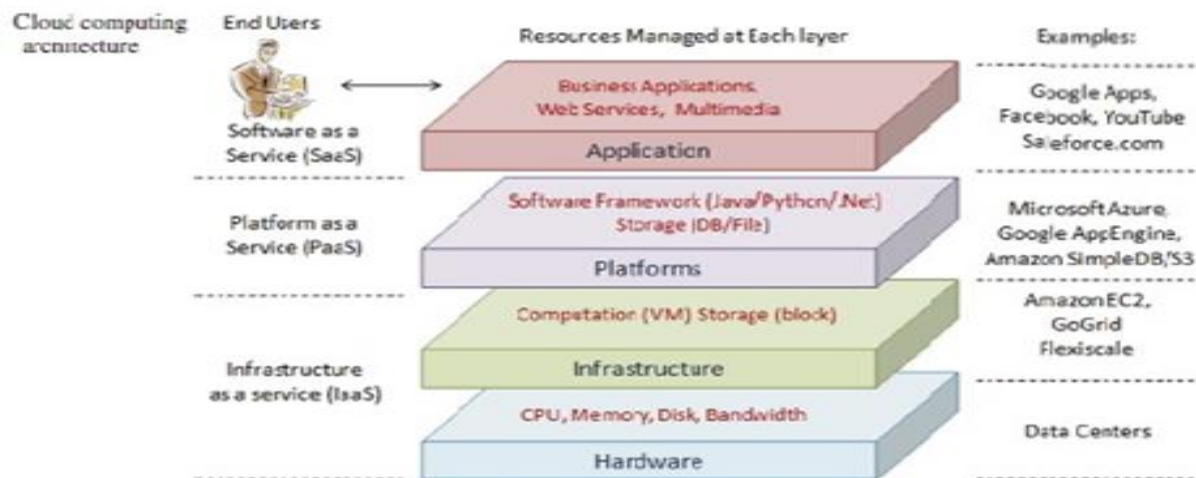 Cloud computing
architecture
End Users
Resources Managed at Each layer
Examples:
Software as a
Service (SaaS)
Business Applications,
Web Services, Multimedia
Application
Google Apps,
Facebook, YouTube
Saleforce.com
Platform as a
Service (PaaS)
Software Framework (Java/Python/.Net)
Storage (DB/File)
Platforms
Microsoft Azure,
Google AppEngine,
Amazon SimpleDB/S3
Infrastructure
as a service (IaaS)
Computation (VM) Storage (block)
Infrastructure
Amazon EC2,
GoGrid
Flexiscale
CPU, Memory, Disk, Bandwidth
Hardware
Data Centers